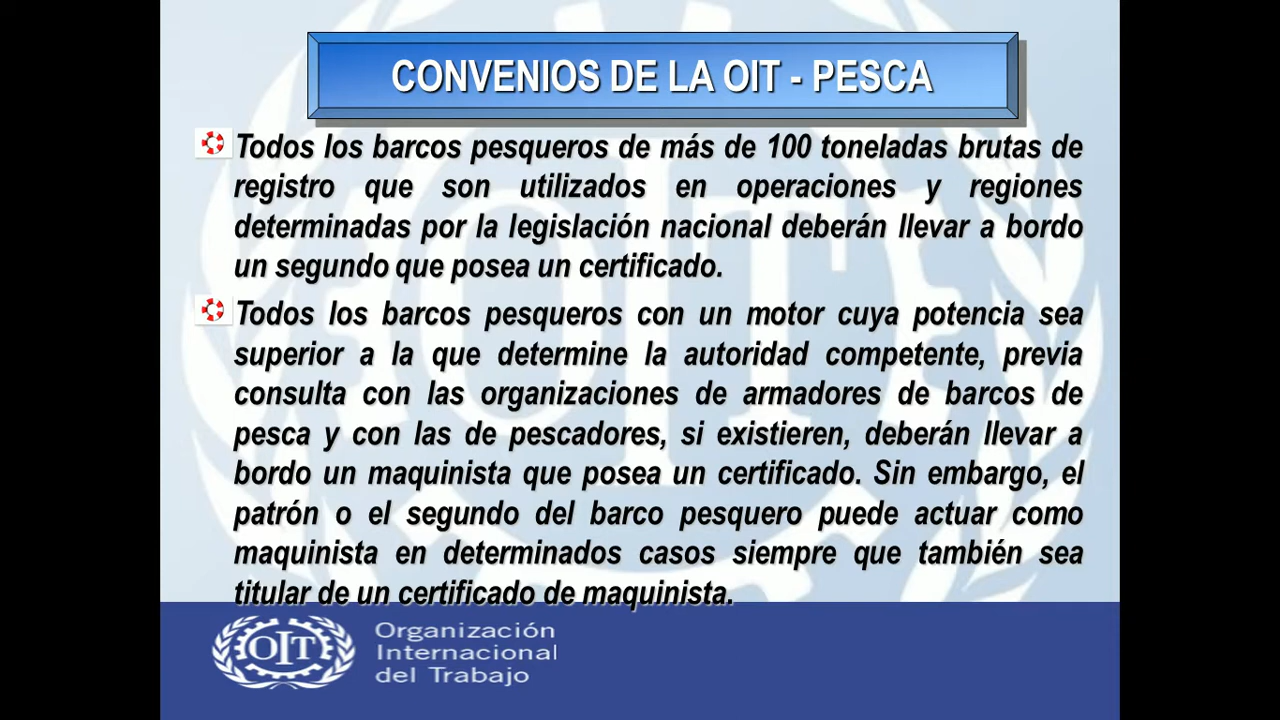 CONVENIOS DE LA OIT - PESCA
Todos los barcos pesqueros de más de 100 toneladas brutas de
registro que son utilizados en operaciones y regiones
determinadas por la legislación nacional deberán llevar a bordo
un segundo que posea un certificado.
Todos los barcos pesqueros con un motor cuya potencia sea
superior a la que determine la autoridad competente, previa
consulta con las organizaciones de armadores de barcos de
pesca y con las de pescadores, si existieren, deberán llevar a
bordo un maquinista que posea un certificado. Sin embargo, el
patrón o el segundo del barco pesquero puede actuar como
maquinista en determinados casos siempre que también sea
titular de un certificado de maquinista.
OIT
Organización
Internacional
del Trabajo